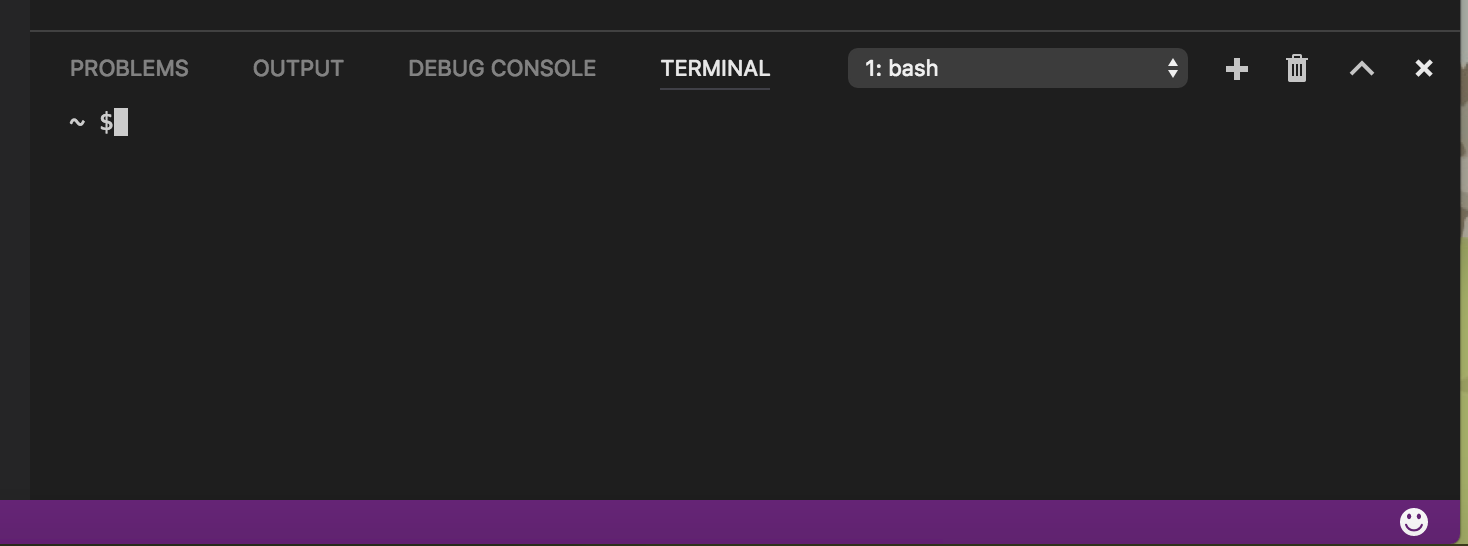 PROBLEMS OUTPUT DEBUG CONSOLE TERMINAL 1: bash
~ $